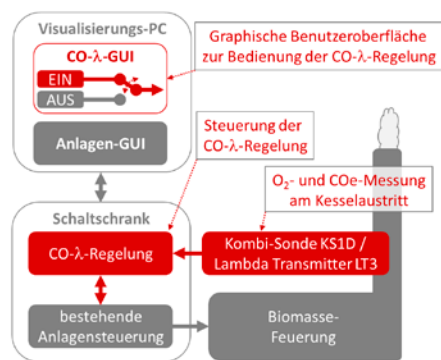 Visualisierungs-PC
CO-λ-GUI
EIN
AUS
Anlagen-GUI
Graphische Benutzeroberfläche
zur Bedienung der CO-λ-Regelung
Steuerung der
CO-λ-Regelung
O₂- und COe-Messung
am Kesselaustritt
Schaltschrank
CO-λ-Regelung
Kombi-Sonde KS1D /
Lambda Transmitter LT3
bestehende
Anlagensteuerung
Biomasse-
Feuerung